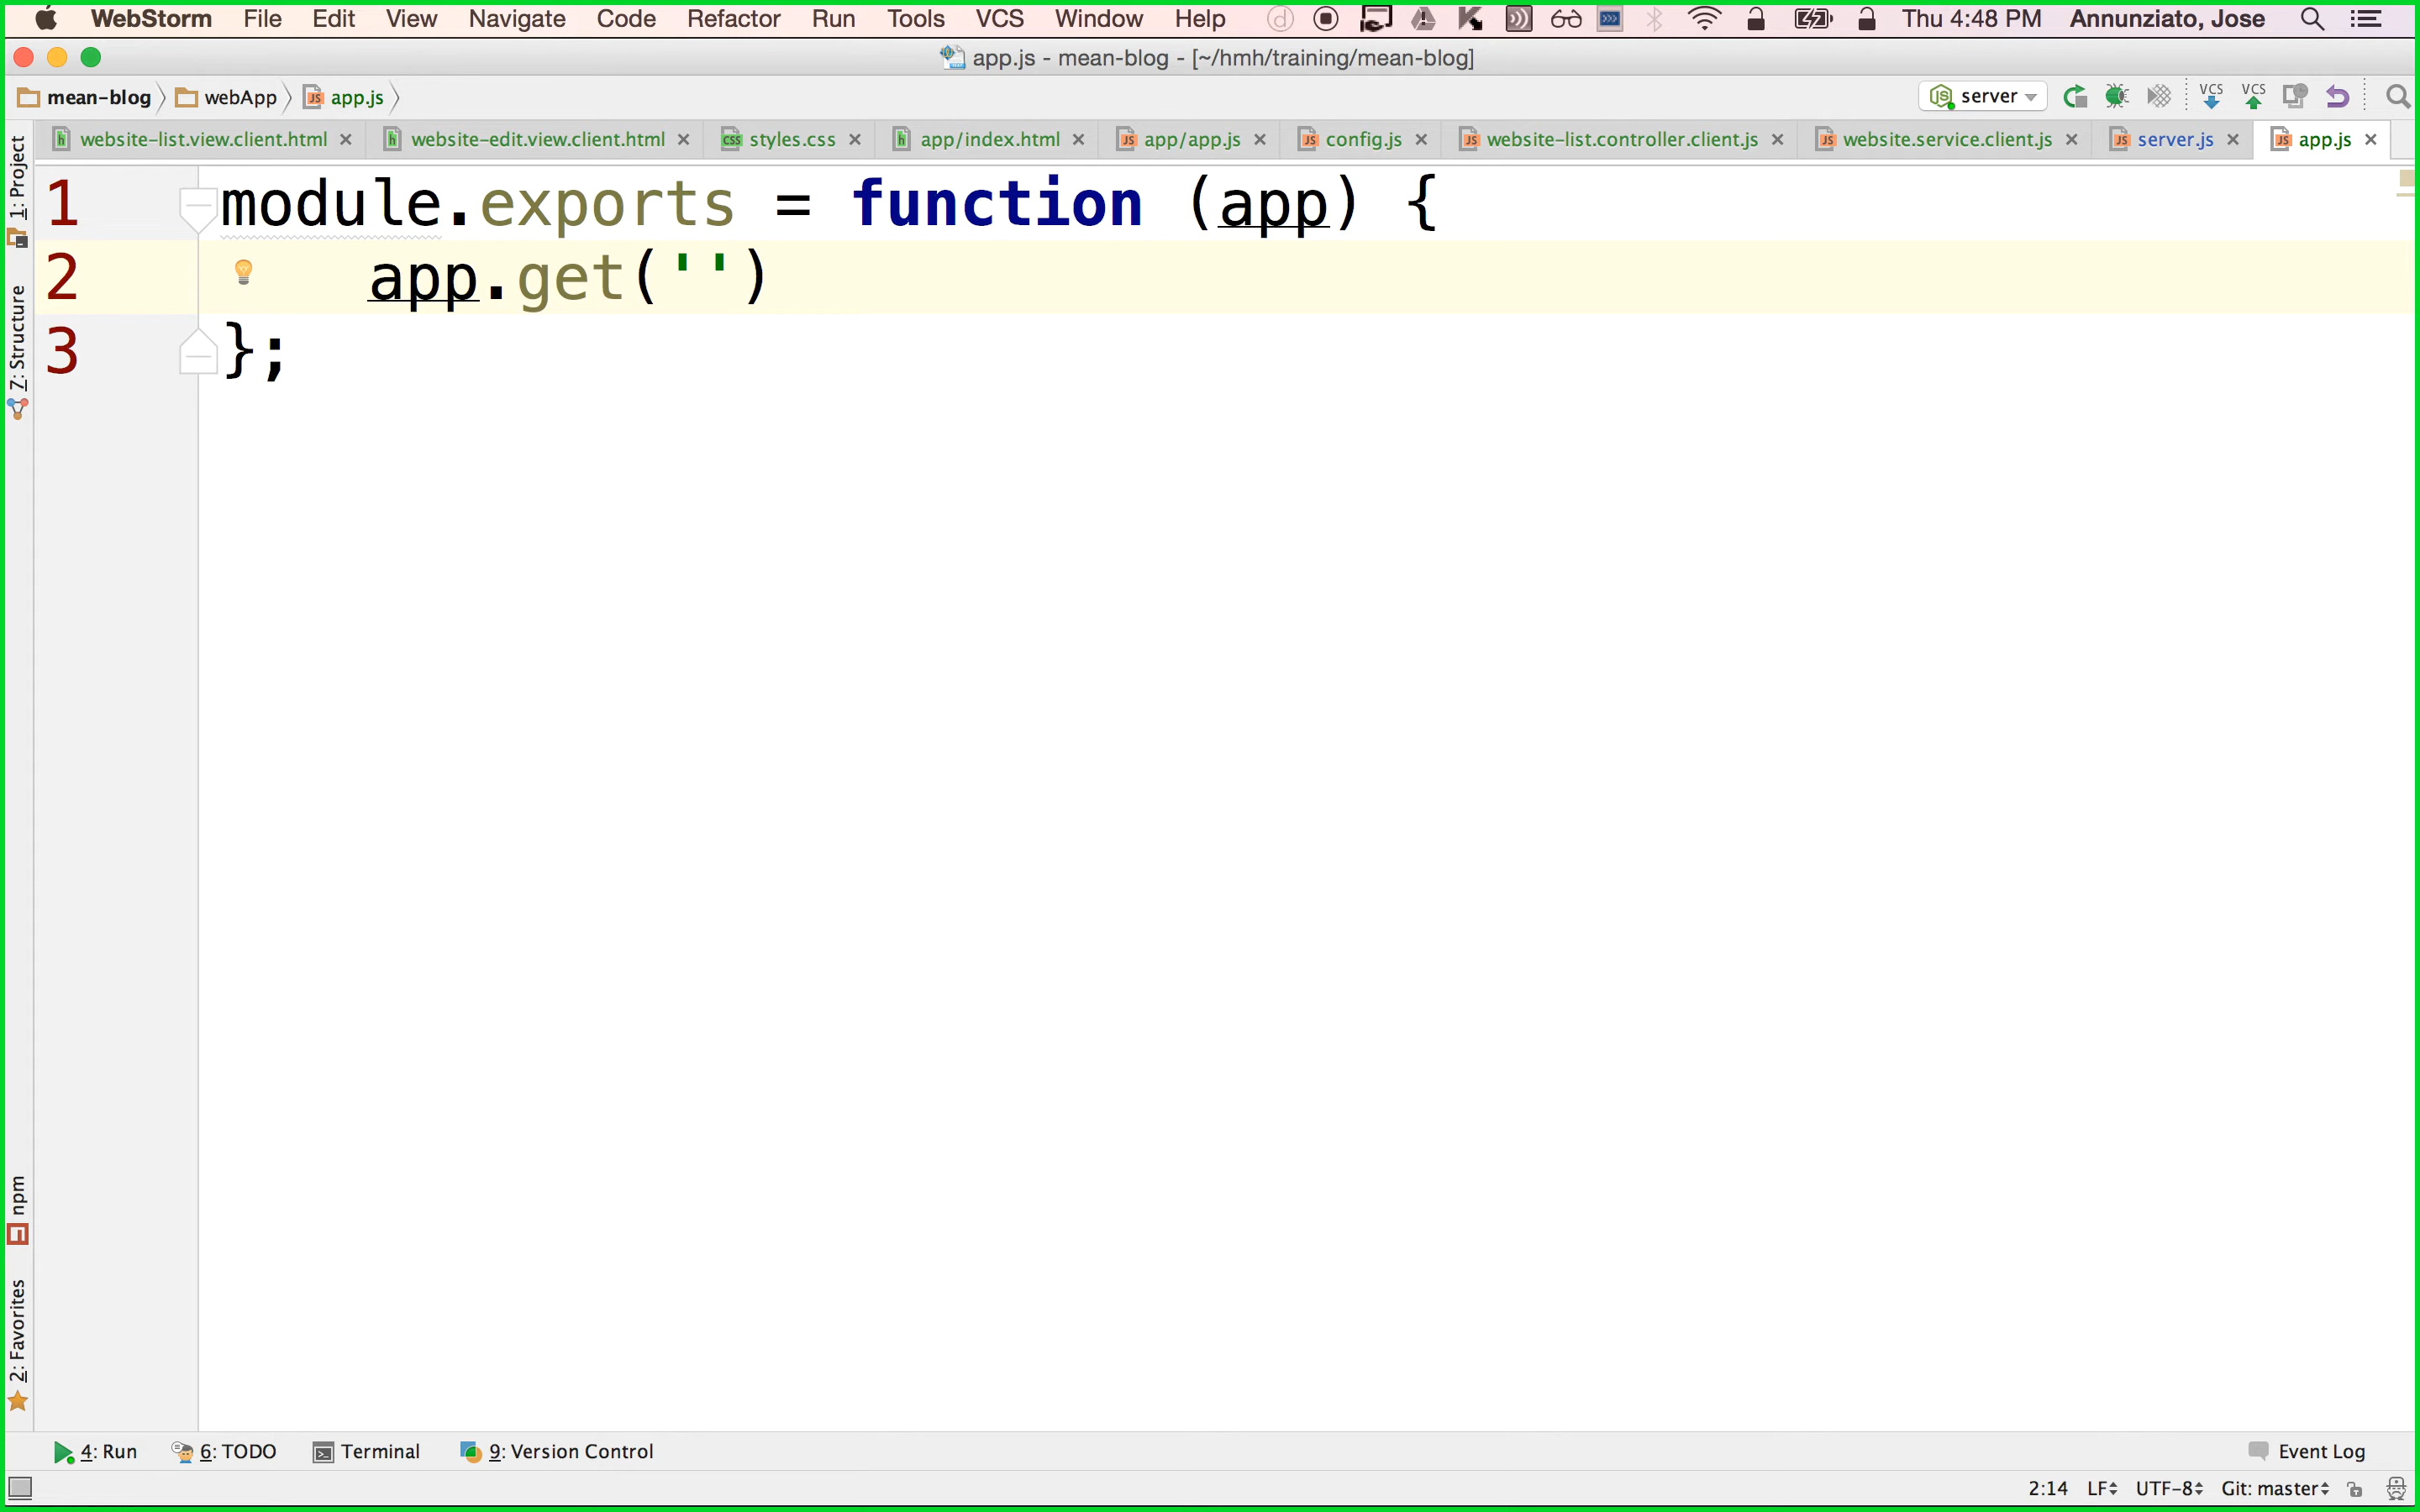 WebStorm File Edit View Navigate Code Refactor Run Tools VCS Window Help Thu 4:48 PM Annunziato, Jose
app.js - mean-blog - [~/hmh/training/mean-blog]
mean-blog webApp app.js server VCS VCS
website-list.view.client.html website-edit.view.client.html styles.css app/index.html app/app.js config.js website-list.controller.client.js website.service.client.js server.js app.js
1: Project
7: Structure
npm
2: Favorites
1 module.exports = function (app) {
2 app.get('')
3 };
4: Run 6: TODO Terminal 9: Version Control Event Log
2:14 LF UTF-8 Git: master